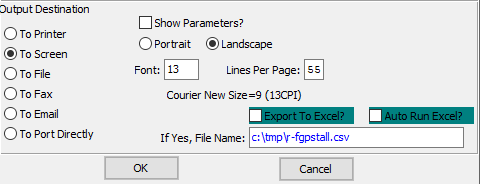 Output Destination
Show Parameters?
To Printer
Portrait
Landscape
To Screen
Font:
13
Lines Per Page:
55
To File
To Fax
Courier New Size=9 (13CPI)
To Email
Export To Excel?
Auto Run Excel?
To Port Directly
If Yes, File Name:
c:\tmp\r-fgpstall.csv
OK
Cancel